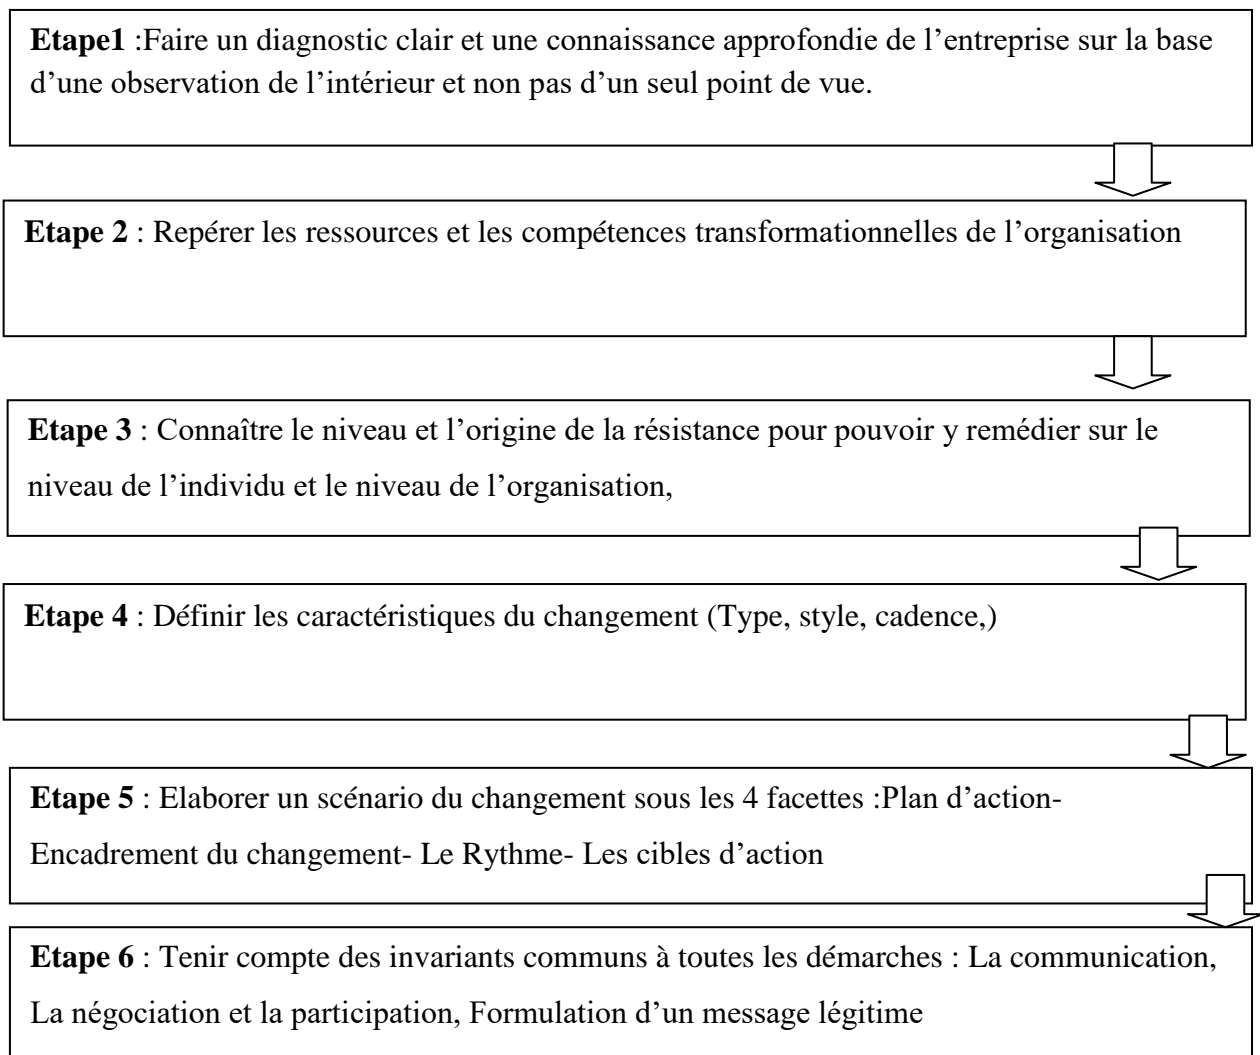 Etape1 :Faire un diagnostic clair et une connaissance approfondie de l’entreprise sur la base
d’une observation de l’intérieur et non pas d’un seul point de vue.
Etape 2 : Repérer les ressources et les compétences transformationnelles de l’organisation
Etape 3 : Connaître le niveau et l’origine de la résistance pour pouvoir y remédier sur le
niveau de l’individu et le niveau de l’organisation,
Etape 4 : Définir les caractéristiques du changement (Type, style, cadence,)
Etape 5 : Elaborer un scénario du changement sous les 4 facettes :Plan d’action-
Encadrement du changement- Le Rythme- Les cibles d’action
Etape 6 : Tenir compte des invariants communs à toutes les démarches : La communication,
La négociation et la participation, Formulation d’un message légitime